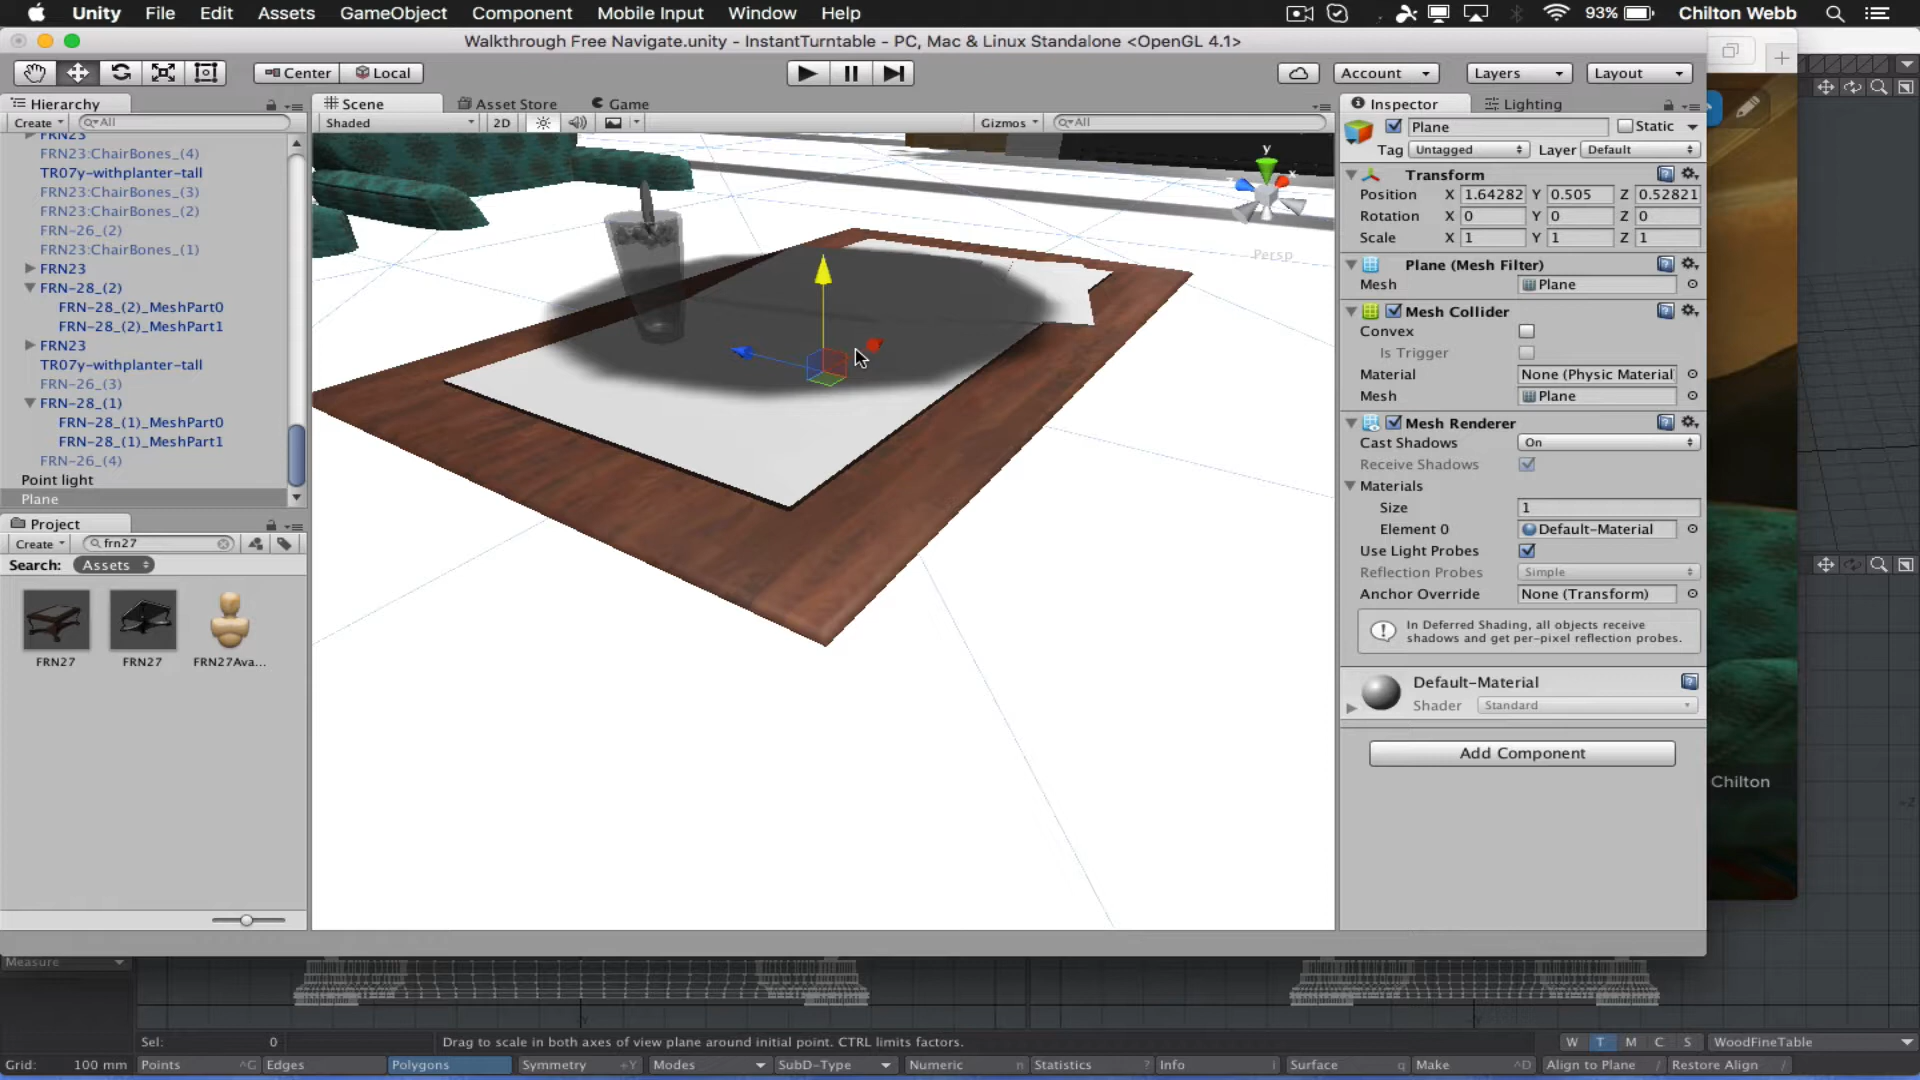 Unity File Edit Assets GameObject Component Mobile Input Window Help 93% Chilton Webb
Walkthrough Free Navigate.unity - InstantTurntable - PC, Mac & Linux Standalone <OpenGL 4.1>
Center Local Account Layers Layout
Hierarchy Scene Asset Store Game Inspector Lighting
Create All Shaded 2D Gizmos All
FRN23
FRN23:ChairBones_(4)
TR07y-withplanter-tall
FRN23:ChairBones_(3)
FRN23:ChairBones_(2)
FRN-26_(2)
FRN23:ChairBones_(1)
FRN23
FRN-28_(2)
FRN-28_(2)_MeshPart0
FRN-28_(2)_MeshPart1
FRN23
TR07y-withplanter-tall
FRN-26_(3)
FRN-28_(1)
FRN-28_(1)_MeshPart0
FRN-28_(1)_MeshPart1
FRN-26_(4)
Point light
Plane
Project
Create frn27
Search: Assets
FRN27 FRN27 FRN27Ava...
y
x
Persp
Plane Static
Tag Untagged Layer Default
Transform
Position X 1.64282 Y 0.505 Z 0.52821
Rotation X 0 Y 0 Z 0
Scale X 1 Y 1 Z 1
Plane (Mesh Filter)
Mesh Plane
Mesh Collider
Convex
Is Trigger
Material None (Physic Material)
Mesh Plane
Mesh Renderer
Cast Shadows On
Receive Shadows
Materials
Size 1
Element 0 Default-Material
Use Light Probes
Reflection Probes Simple
Anchor Override None (Transform)
In Deferred Shading, all objects receive
shadows and get per-pixel reflection probes.
Default-Material
Shader Standard
Add Component
Chilton
Measure
Sel: 0 Drag to scale in both axes of view plane around initial point. CTRL limits factors. W T M C S WoodFineTable
Grid: 100 mm Points ^G Edges Polygons Symmetry +Y Modes SubD-Type Numeric n Statistics ? Info i Surface q Make ^D Align to Plane / Restore Align /